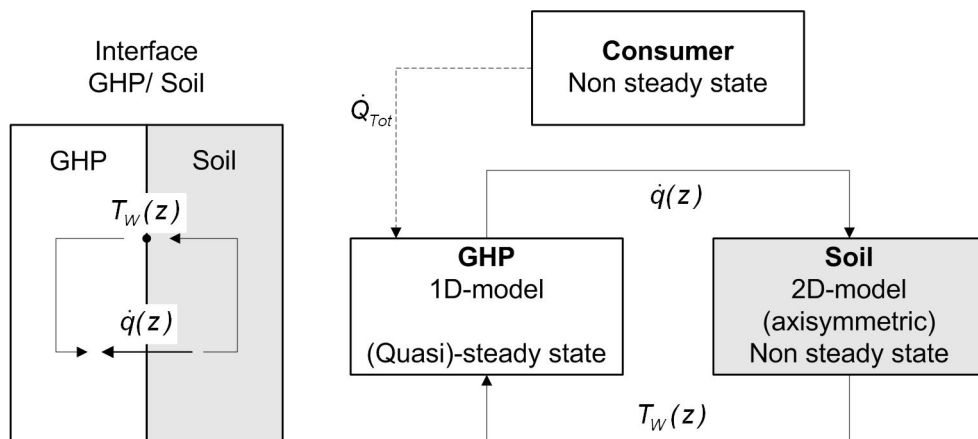 Interface
GHP/ Soil
GHP
Soil
T_W(z)
q̇(z)
Consumer
Non steady state
Q̇_Tot
q̇(z)
GHP
1D-model
(Quasi)-steady state
Soil
2D-model
(axisymmetric)
Non steady state
T_W(z)